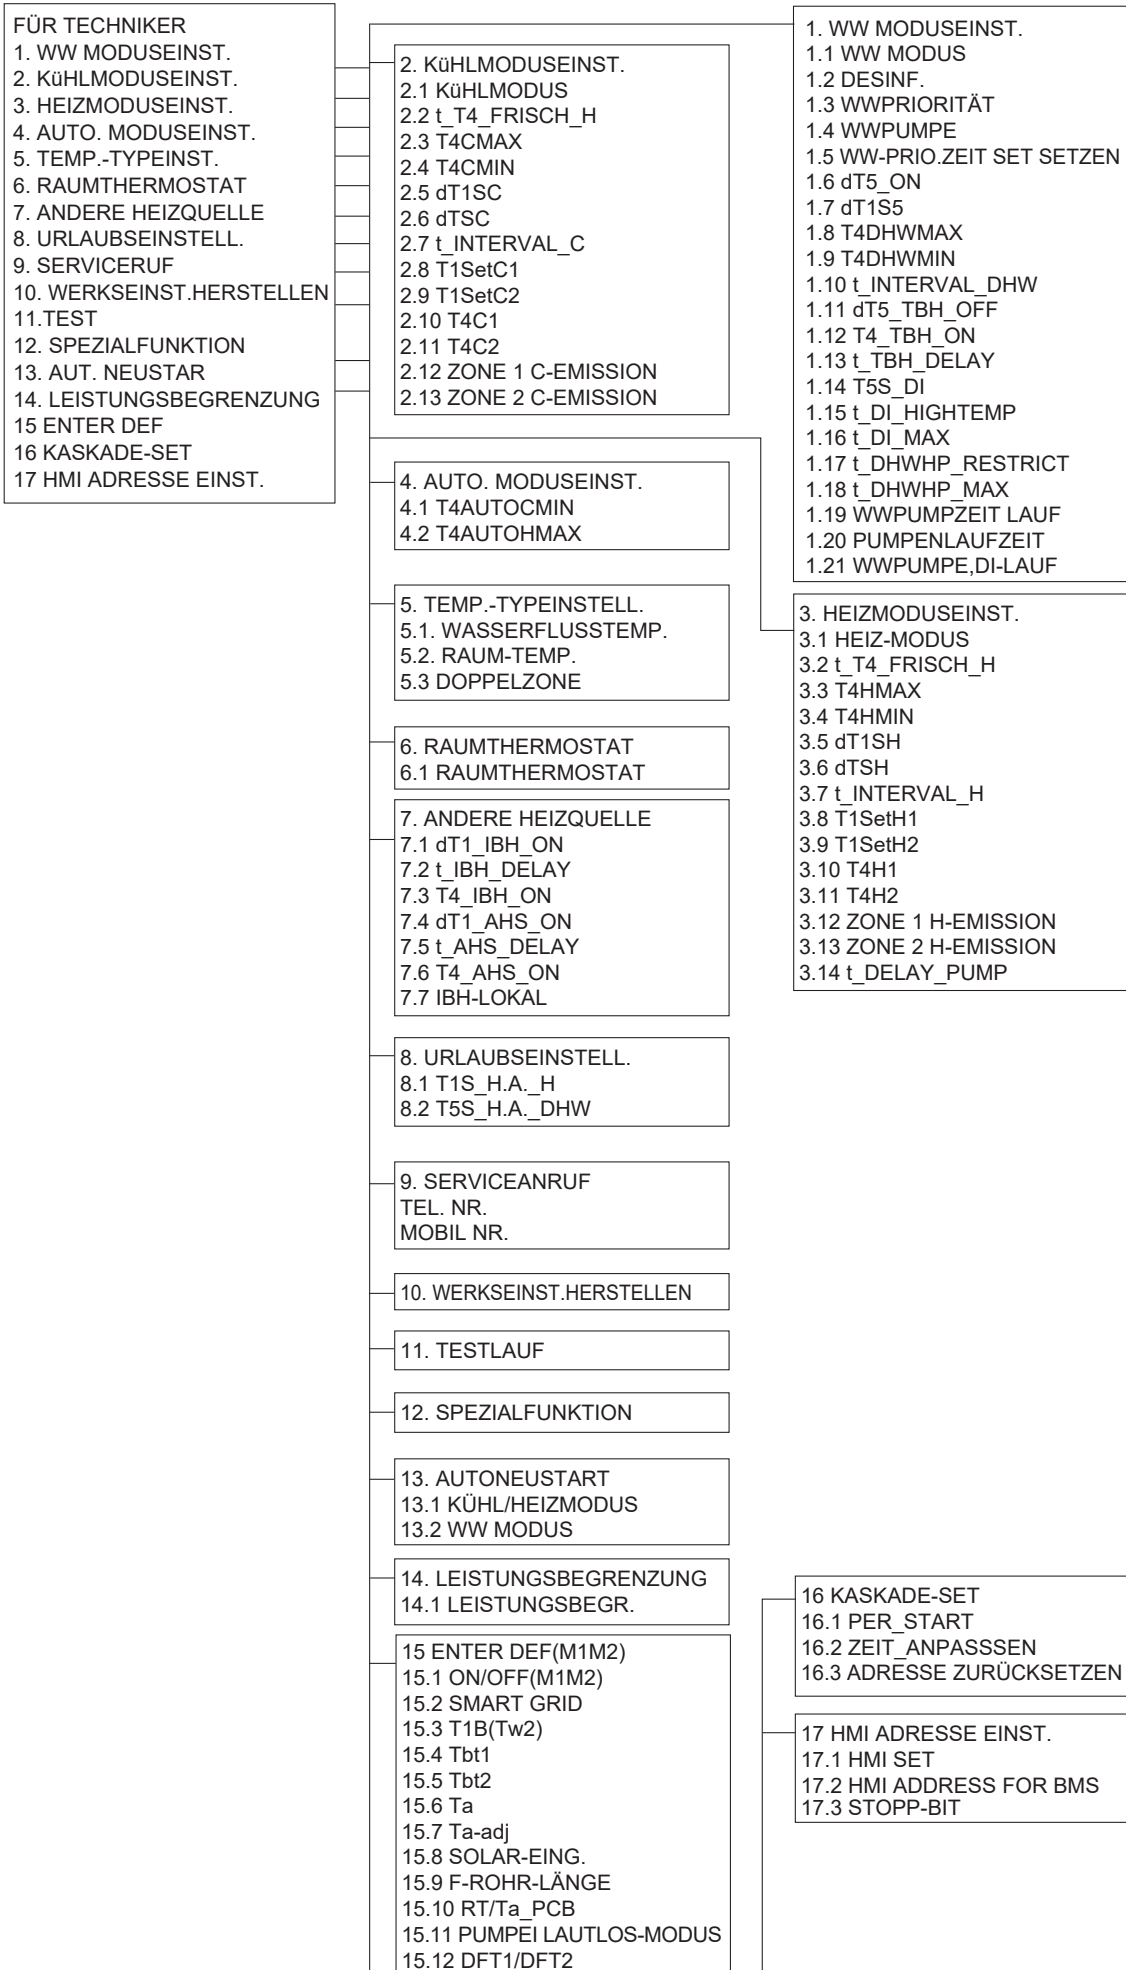 FÜR TECHNIKER
1. WW MODUSEINST.
2. KüHLMODUSEINST.
3. HEIZMODUSEINST.
4. AUTO. MODUSEINST.
5. TEMP.-TYPEINST.
6. RAUMTHERMOSTAT
7. ANDERE HEIZQUELLE
8. URLAUBSEINSTELL.
9. SERVICERUF
10. WERKSEINST.HERSTELLEN
11.TEST
12. SPEZIALFUNKTION
13. AUT. NEUSTAR
14. LEISTUNGSBEGRENZUNG
15 ENTER DEF
16 KASKADE-SET
17 HMI ADRESSE EINST.
1. WW MODUSEINST.
1.1 WW MODUS
1.2 DESINF.
1.3 WWPRIORITÄT
1.4 WWPUMPE
1.5 WW-PRIO.ZEIT SET SETZEN
1.6 dT5_ON
1.7 dT1S5
1.8 T4DHWMAX
1.9 T4DHWMIN
1.10 t_INTERVAL_DHW
1.11 dT5_TBH_OFF
1.12 T4_TBH_ON
1.13 t_TBH_DELAY
1.14 T5S_DI
1.15 t_DI_HIGHTEMP
1.16 t_DI_MAX
1.17 t_DHWHP_RESTRICT
1.18 t_DHWHP_MAX
1.19 WWPUMPZEIT LAUF
1.20 PUMPENLAUFZEIT
1.21 WWPUMPE,DI-LAUF
2. KüHLMODUSEINST.
2.1 KüHLMODUS
2.2 t_T4_FRISCH_H
2.3 T4CMAX
2.4 T4CMIN
2.5 dT1SC
2.6 dTSC
2.7 t_INTERVAL_C
2.8 T1SetC1
2.9 T1SetC2
2.10 T4C1
2.11 T4C2
2.12 ZONE 1 C-EMISSION
2.13 ZONE 2 C-EMISSION
3. HEIZMODUSEINST.
3.1 HEIZ-MODUS
3.2 t_T4_FRISCH_H
3.3 T4HMAX
3.4 T4HMIN
3.5 dT1SH
3.6 dTSH
3.7 t_INTERVAL_H
3.8 T1SetH1
3.9 T1SetH2
3.10 T4H1
3.11 T4H2
3.12 ZONE 1 H-EMISSION
3.13 ZONE 2 H-EMISSION
3.14 t_DELAY_PUMP
4. AUTO. MODUSEINST.
4.1 T4AUTOCMIN
4.2 T4AUTOHMAX
5. TEMP.-TYPEINSTELL.
5.1. WASSERFLUSSTEMP.
5.2. RAUM-TEMP.
5.3 DOPPELZONE
6. RAUMTHERMOSTAT
6.1 RAUMTHERMOSTAT
7. ANDERE HEIZQUELLE
7.1 dT1_IBH_ON
7.2 t_IBH_DELAY
7.3 T4_IBH_ON
7.4 dT1_AHS_ON
7.5 t_AHS_DELAY
7.6 T4_AHS_ON
7.7 IBH-LOKAL
8. URLAUBSEINSTELL.
8.1 T1S_H.A._H
8.2 T5S_H.A._DHW
9. SERVICEANRUF
TEL. NR.
MOBIL NR.
10. WERKSEINST.HERSTELLEN
11. TESTLAUF
12. SPEZIALFUNKTION
13. AUTONEUSTART
13.1 KÜHL/HEIZMODUS
13.2 WW MODUS
14. LEISTUNGSBEGRENZUNG
14.1 LEISTUNGSBEGR.
15 ENTER DEF(M1M2)
15.1 ON/OFF(M1M2)
15.2 SMART GRID
15.3 T1B(Tw2)
15.4 Tbt1
15.5 Tbt2
15.6 Ta
15.7 Ta-adj
15.8 SOLAR-EING.
15.9 F-ROHR-LÄNGE
15.10 RT/Ta_PCB
15.11 PUMPEI LAUTLOS-MODUS
15.12 DFT1/DFT2
16 KASKADE-SET
16.1 PER_START
16.2 ZEIT_ANPASSSEN
16.3 ADRESSE ZURÜCKSETZEN
17 HMI ADRESSE EINST.
17.1 HMI SET
17.2 HMI ADDRESS FOR BMS
17.3 STOPP-BIT